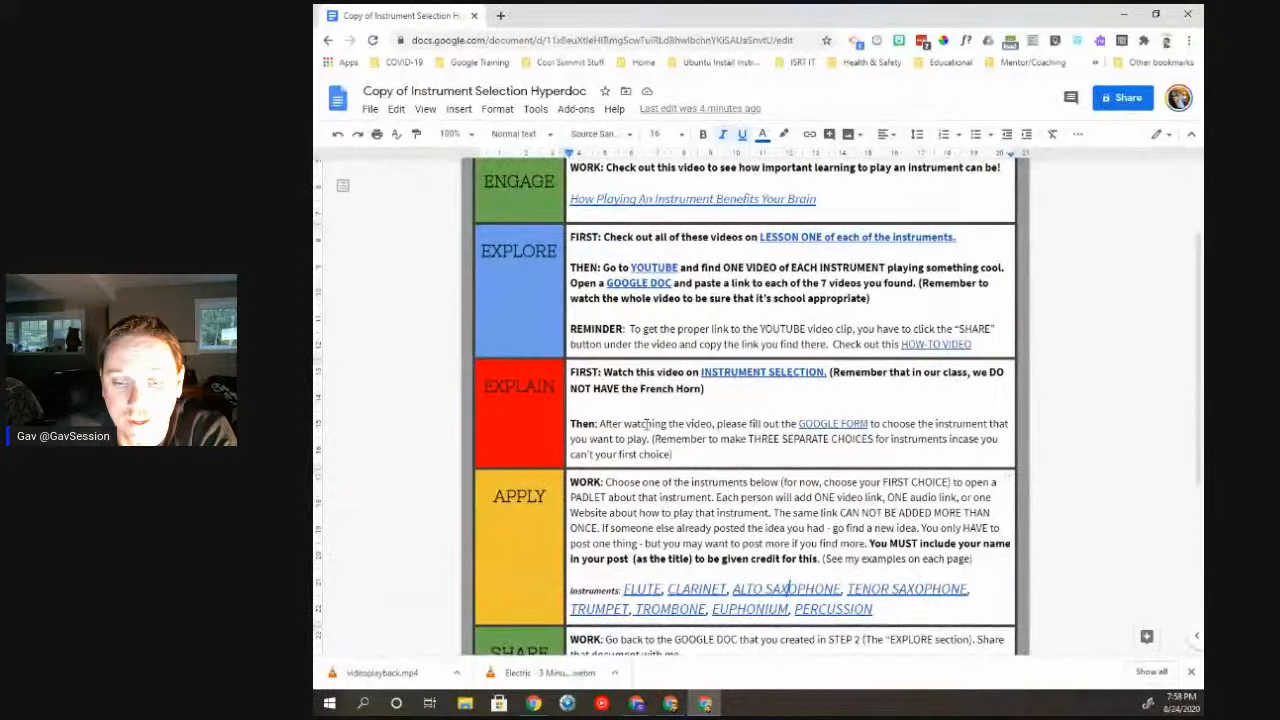 Copy of Instrument Selection Hy...
docs.google.com/document/d/
Apps COVID-19 Google Training Cool Summit Stuff Home Ubuntu Install Instr... ISRT IT Health & Safety Educational Mentor/Coaching Other bookmarks
Copy of Instrument Selection Hyperdoc
File Edit View Insert Format Tools Add-ons Help Last edit was 4 minutes ago
Share
100% Normal text Source San... 16
ENGAGE
WORK: Check out this video to see how important learning to play an instrument can be!
How Playing An Instrument Benefits Your Brain
EXPLORE
FIRST: Check out all of these videos on LESSON ONE of each of the instruments.
THEN: Go to YOUTUBE and find ONE VIDEO of EACH INSTRUMENT playing something cool.
Open a GOOGLE DOC and paste a link to each of the 7 videos you found. (Remember to
watch the whole video to be sure that it's school appropriate)
REMINDER: To get the proper link to the YOUTUBE video clip, you have to click the "SHARE"
button under the video and copy the link you find there. Check out this HOW-TO VIDEO
EXPLAIN
FIRST: Watch this video on INSTRUMENT SELECTION. (Remember that in our class, we DO
NOT HAVE the French Horn)
Then: After watching the video, please fill out the GOOGLE FORM to choose the instrument that
you want to play. (Remember to make THREE SEPARATE CHOICES for instruments incase you
can't your first choice)
APPLY
WORK: Choose one of the instruments below (for now, choose your FIRST CHOICE) to open a
PADLET about that instrument. Each person will add ONE video link, ONE audio link, or one
Website about how to play that instrument. The same link CAN NOT BE ADDED MORE THAN
ONCE. If someone else already posted the idea you had - go find a new idea. You only HAVE to
post one thing - but you may want to post more if you find more. You MUST include your name
in your post (as the title) to be given credit for this. (See my examples on each page)
Instruments: FLUTE, CLARINET, ALTO SAXOPHONE, TENOR SAXOPHONE,
TRUMPET, TROMBONE, EUPHONIUM, PERCUSSION
SHARE
WORK: Go back to the GOOGLE DOC that you created in STEP 2 (The "EXPLORE section). Share
that document with me
Gav @GavSession
videoplayback.mp4 Electric - 3 Minu....webm Show all
7:58 PM
8/24/2020